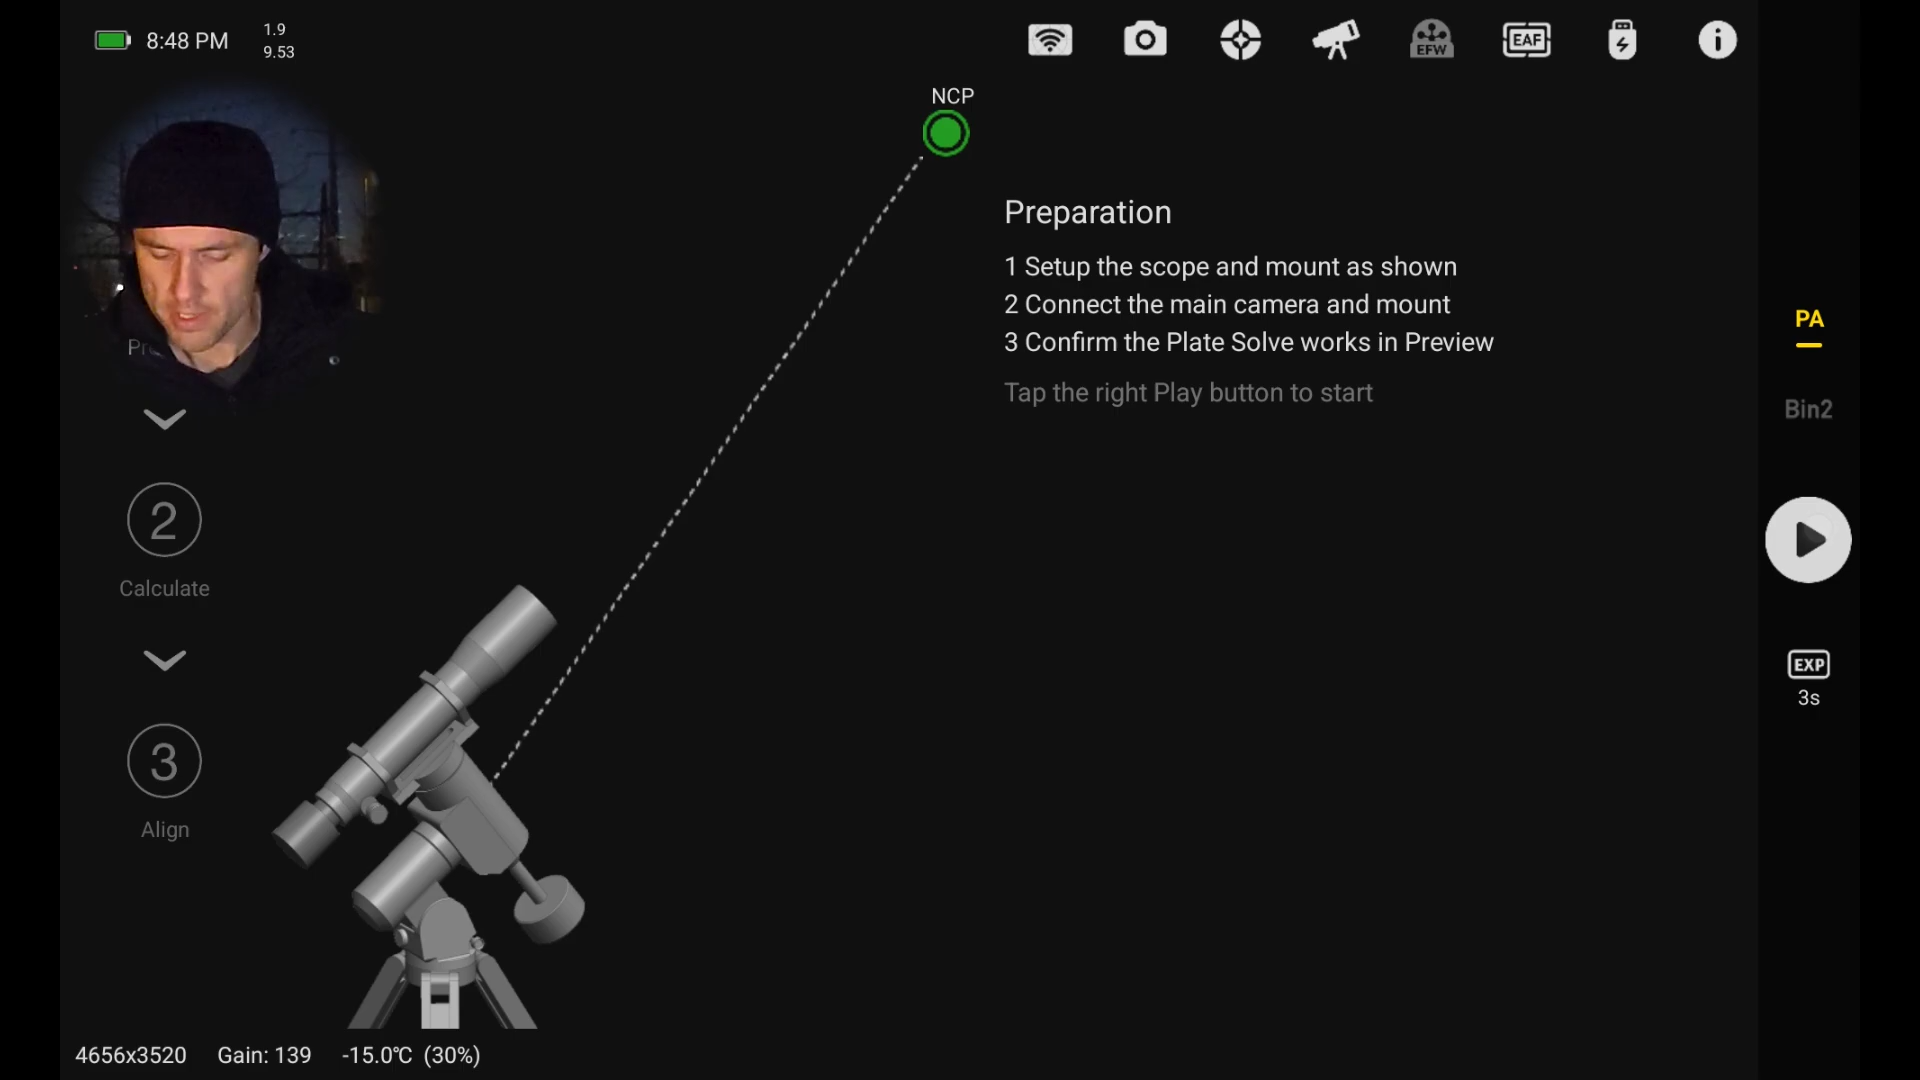 8:48 PM
1.9
9.53
EFW
EAF
NCP
Preparation
1 Setup the scope and mount as shown
2 Connect the main camera and mount
3 Confirm the Plate Solve works in Preview
Tap the right Play button to start
PA
Bin2
EXP
3s
2
Calculate
3
Align
4656x3520 Gain: 139 -15.0℃ (30%)